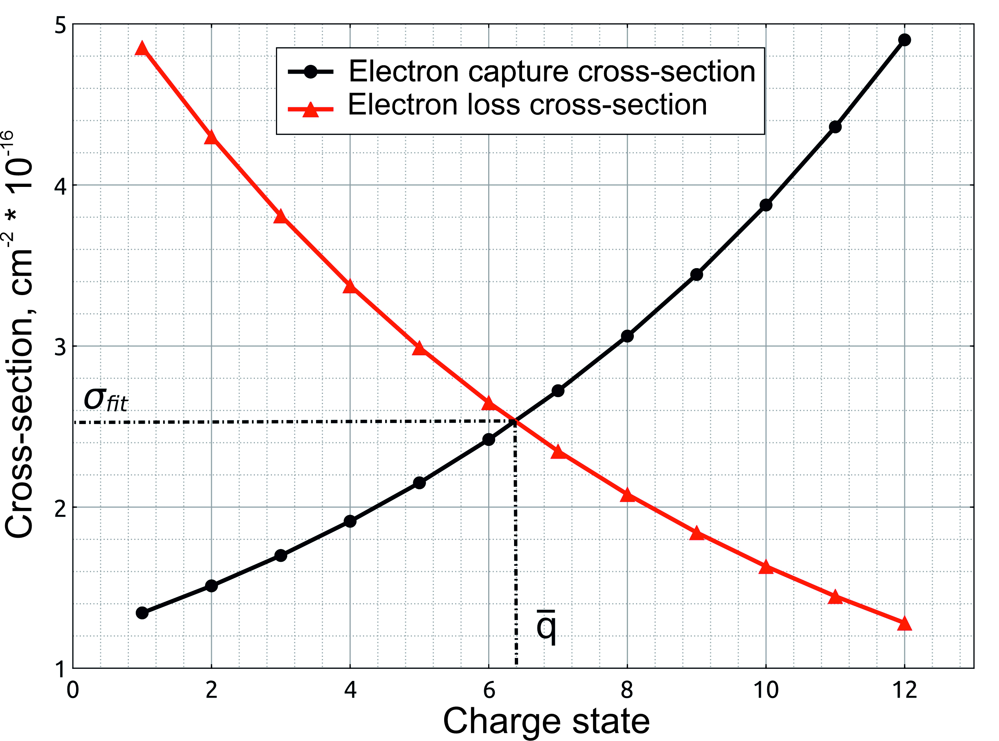 Cross-section, cm⁻² * 10⁻¹⁶
5
4
3
2
1
Electron capture cross-section
Electron loss cross-section
σfit
q̅
0 2 4 6 8 10 12
Charge state